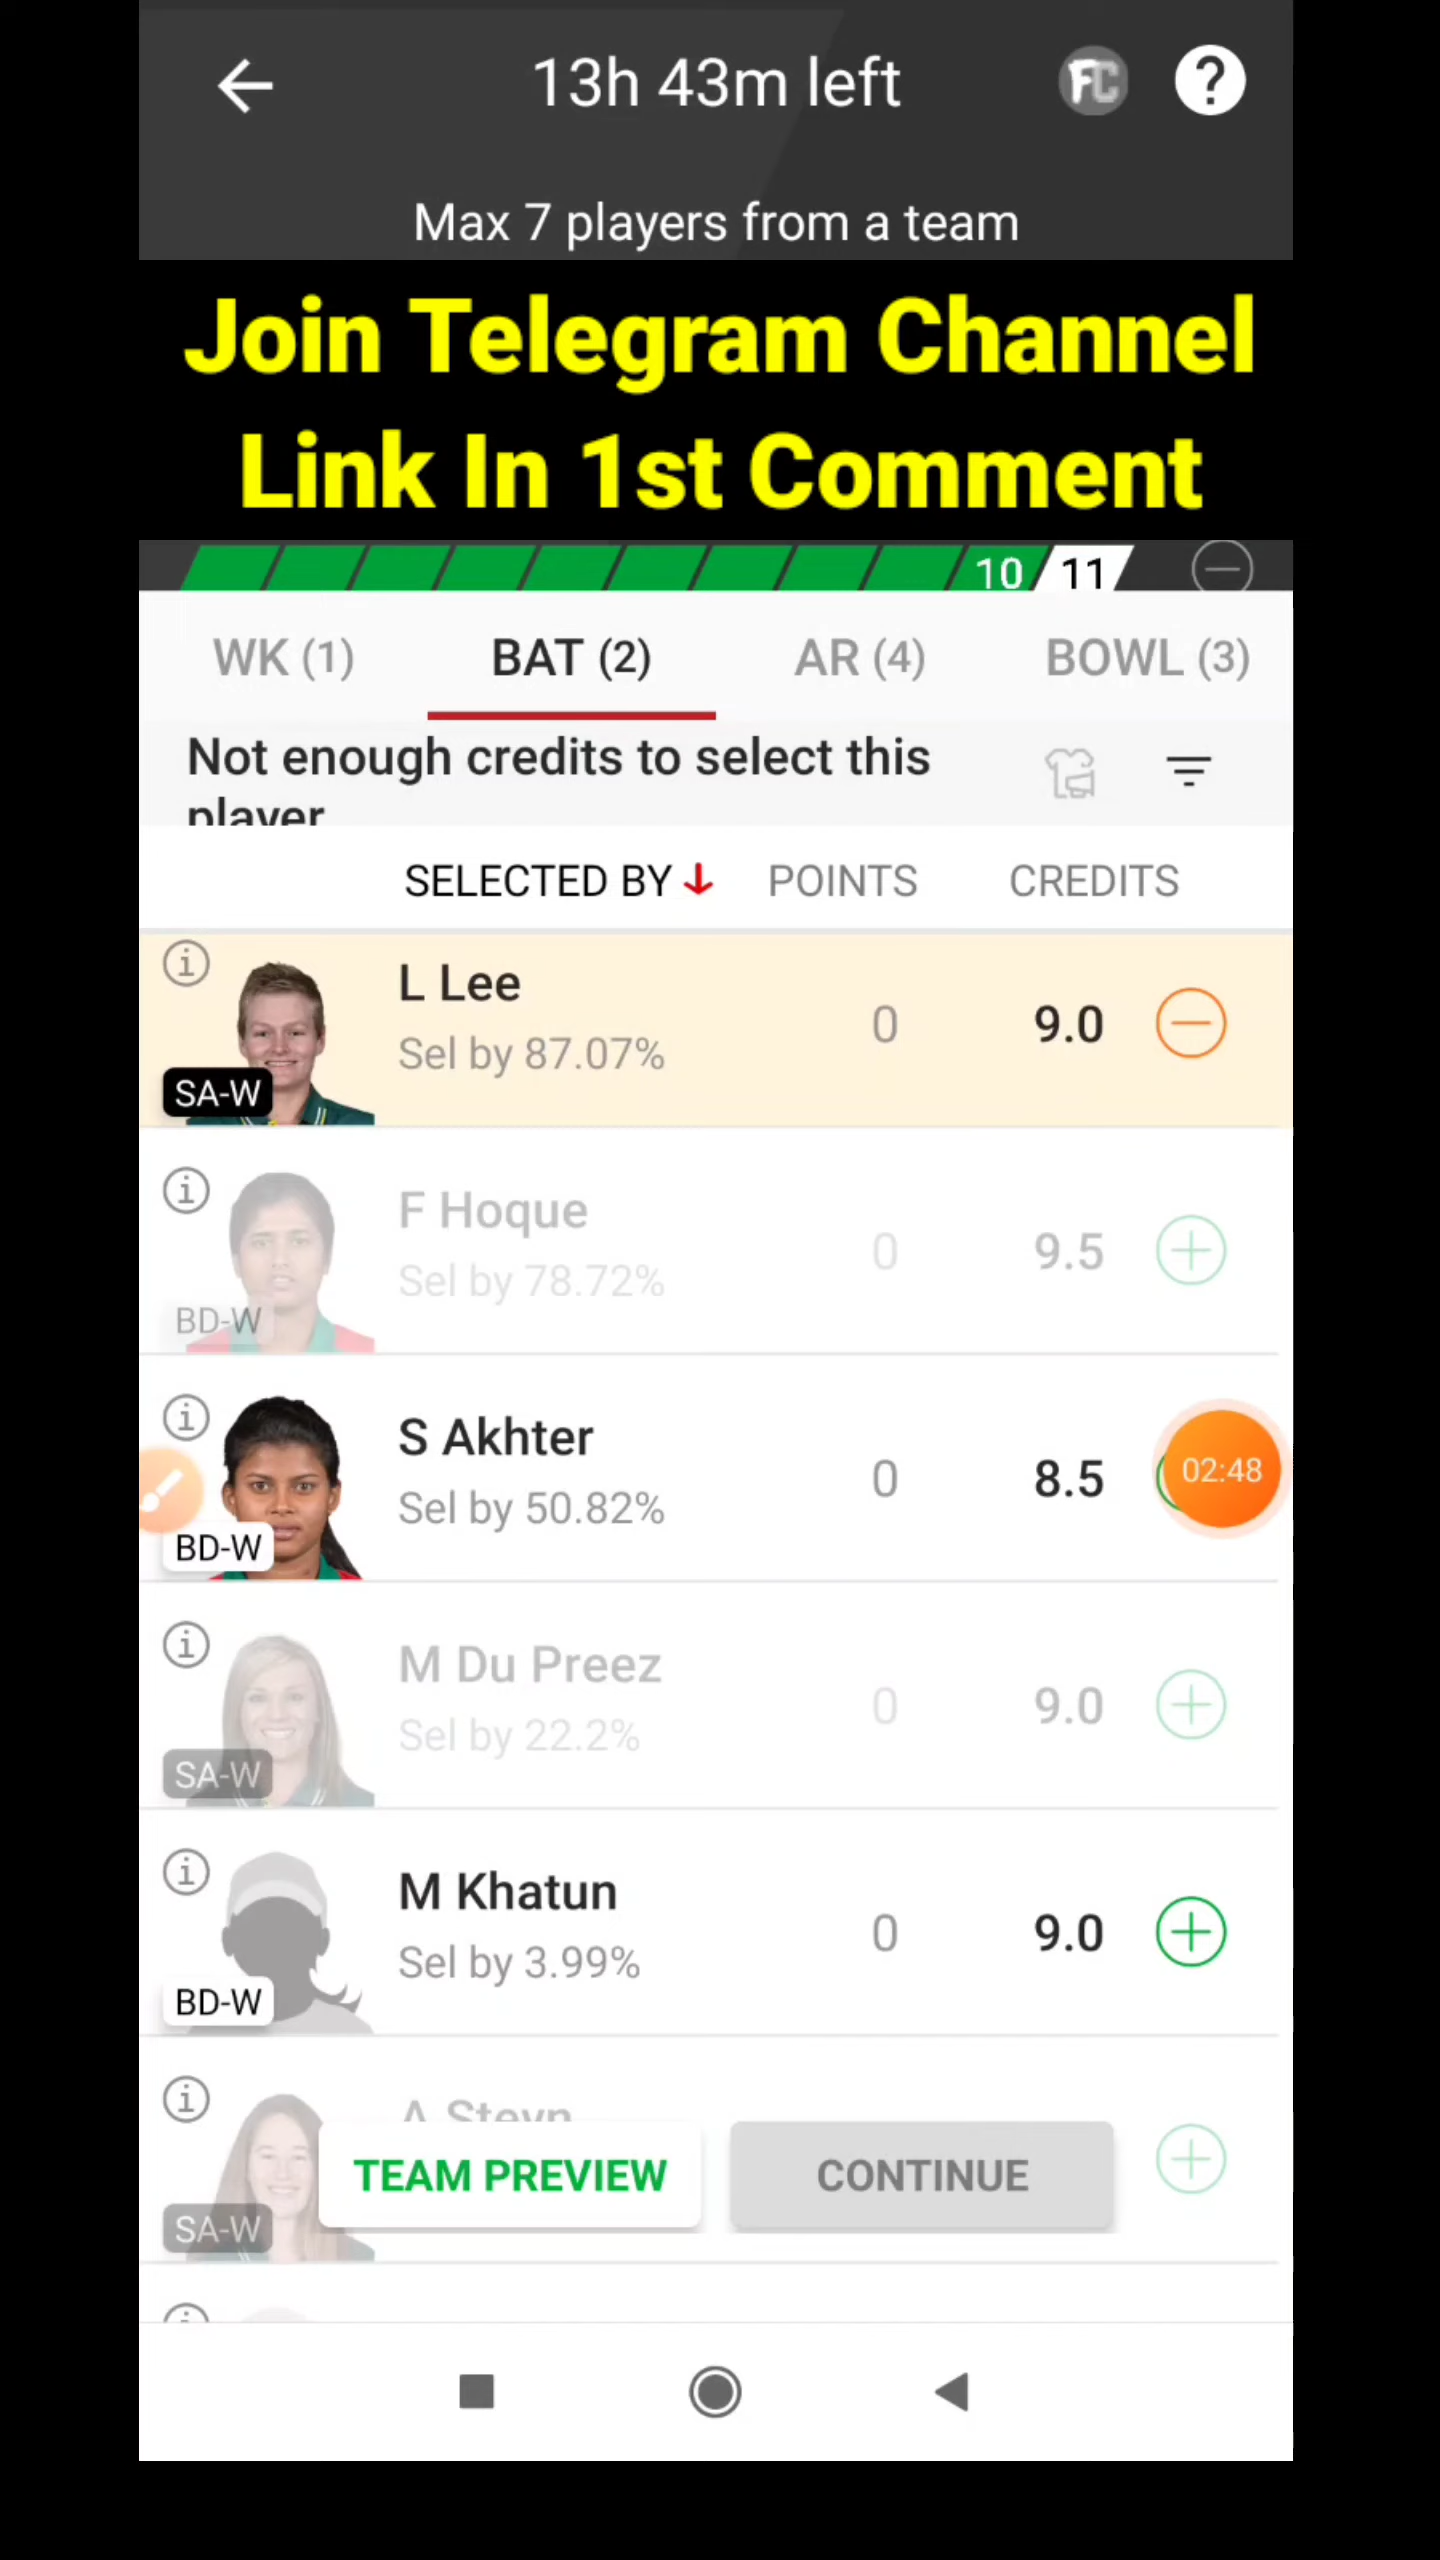 13h 43m left
FC
?
Max 7 players from a team
Join Telegram Channel
Link In 1st Comment
10 11
WK (1) BAT (2) AR (4) BOWL (3)
Not enough credits to select this
player
SELECTED BY POINTS CREDITS
L Lee
Sel by 87.07%
0 9.0
SA-W
F Hoque
Sel by 78.72%
0 9.5
BD-W
S Akhter
Sel by 50.82%
0 8.5
02:48
BD-W
M Du Preez
Sel by 22.2%
0 9.0
SA-W
M Khatun
Sel by 3.99%
0 9.0
BD-W
A Steyn
TEAM PREVIEW CONTINUE
SA-W